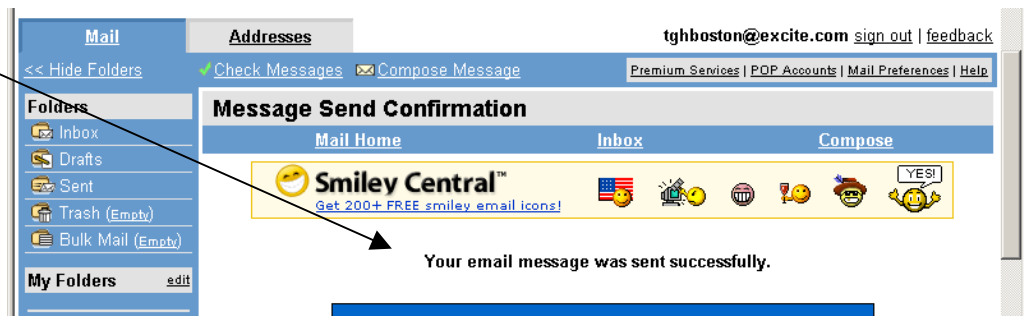 Mail Addresses tghboston@excite.com sign out | feedback
<< Hide Folders Check Messages Compose Message Premium Services | POP Accounts | Mail Preferences | Help
Folders
Message Send Confirmation
Inbox
Mail Home Inbox Compose
Drafts
Sent
Trash (Empty)
Bulk Mail (Empty)
Smiley Central™
Get 200+ FREE smiley email icons!
YES!
Your email message was sent successfully.
My Folders edit